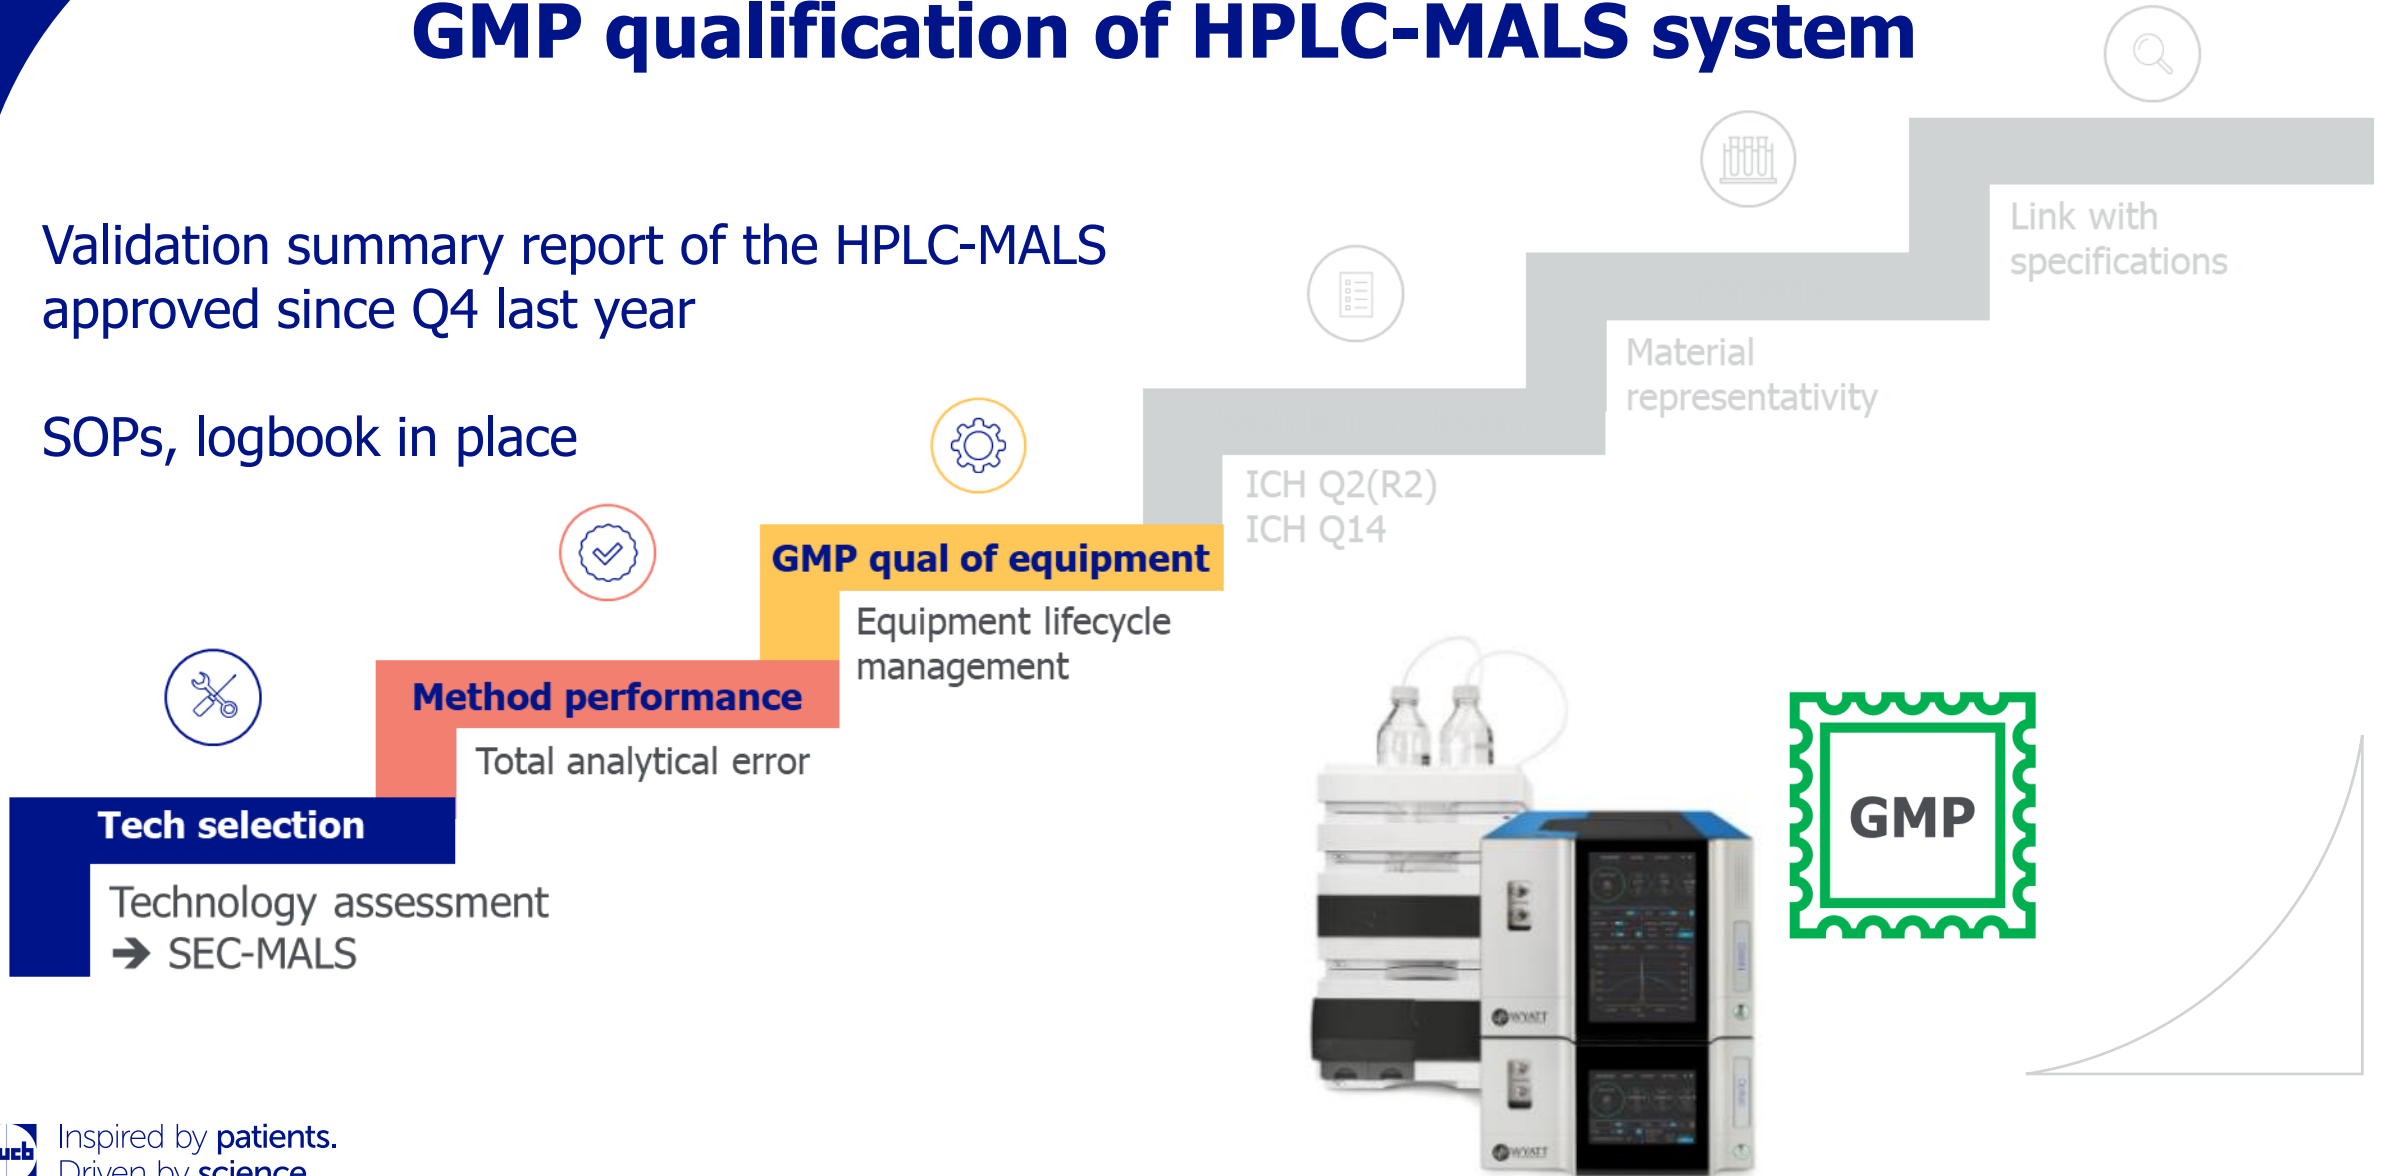 GMP qualification of HPLC-MALS system
Validation summary report of the HPLC-MALS
approved since Q4 last year
SOPs, logbook in place
Tech selection
Technology assessment
➔ SEC-MALS
Method performance
Total analytical error
GMP qual of equipment
Equipment lifecycle
management
ICH Q2(R2)
ICH Q14
Material
representativity
Link with
specifications
WYATT
WYATT
GMP
ucb
Inspired by patients.
Driven by science